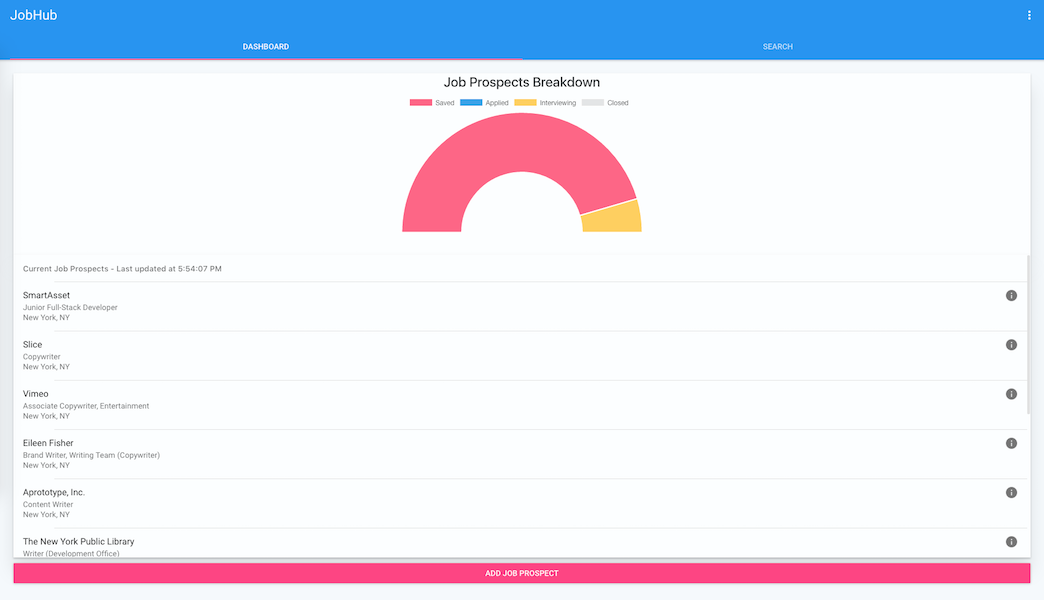 JobHub
DASHBOARD SEARCH
Job Prospects Breakdown
Saved Applied Interviewing Closed
Current Job Prospects - Last updated at 5:54:07 PM
SmartAsset
Junior Full-Stack Developer
New York, NY
Slice
Copywriter
New York, NY
Vimeo
Associate Copywriter, Entertainment
New York, NY
Eileen Fisher
Brand Writer, Writing Team (Copywriter)
New York, NY
Aprototype, Inc.
Content Writer
New York, NY
The New York Public Library
Writer (Development Office)
ADD JOB PROSPECT